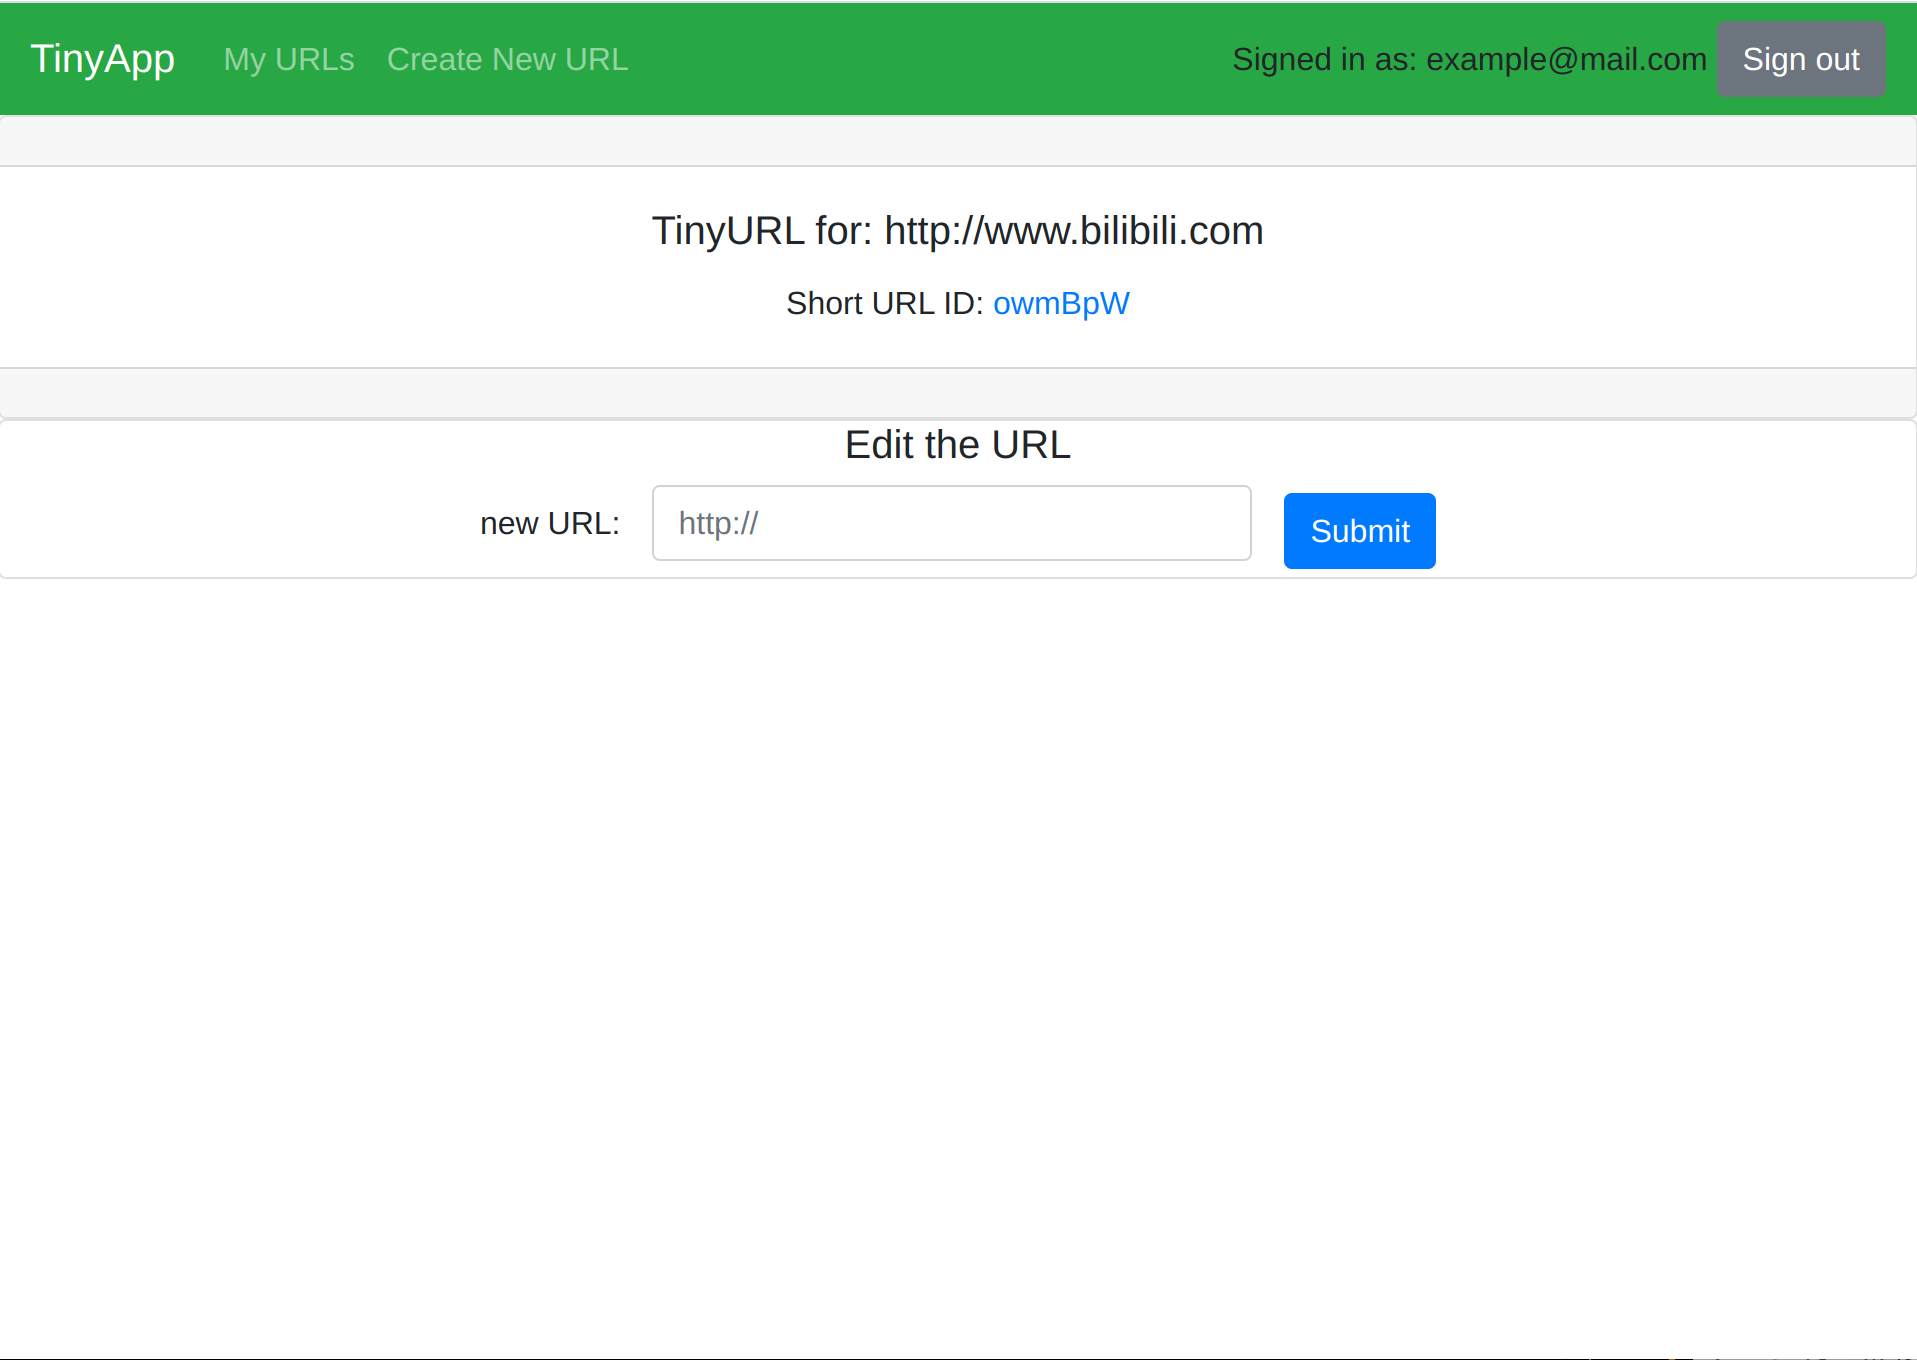 TinyApp My URLs Create New URL Signed in as: example@mail.com Sign out
TinyURL for: http://www.bilibili.com
Short URL ID: owmBpW
Edit the URL
new URL: http:// Submit